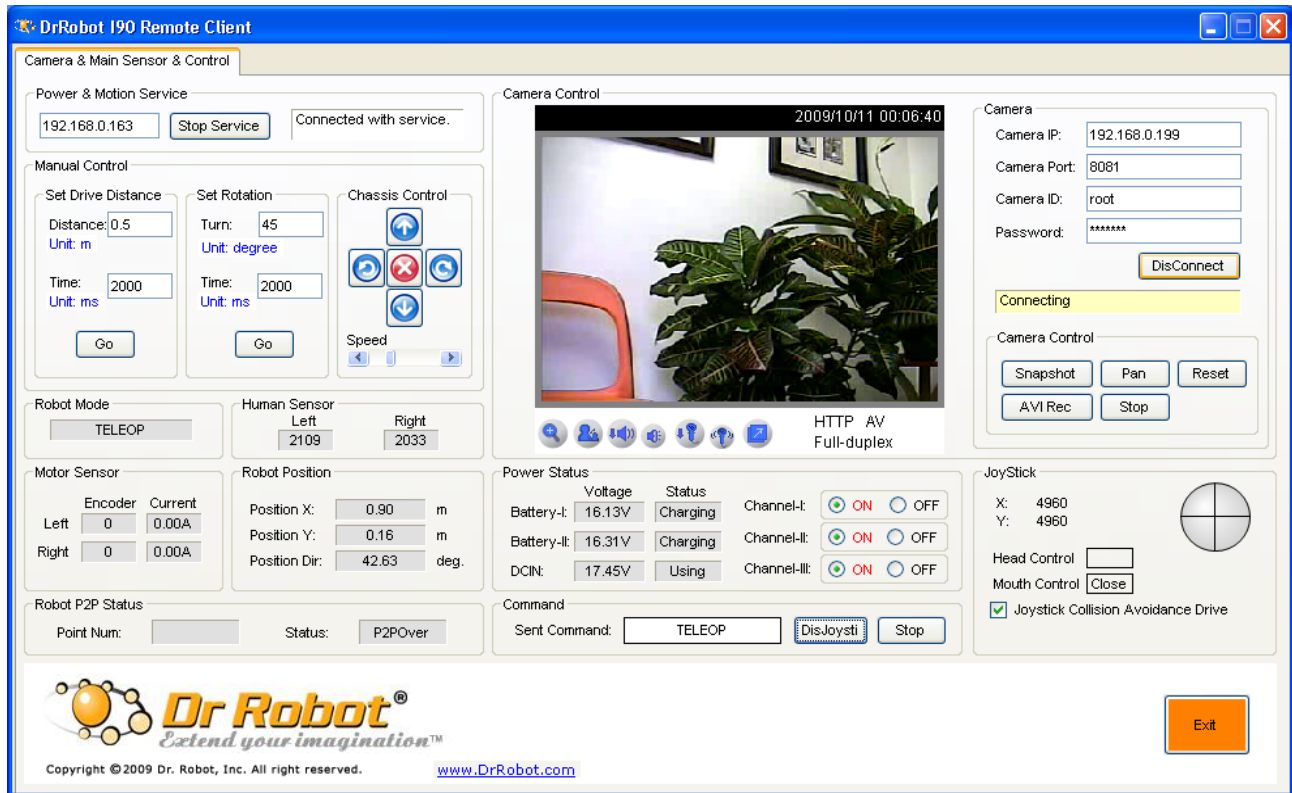 DrRobot I90 Remote Client
Camera & Main Sensor & Control
Power & Motion Service
192.168.0.163 Stop Service Connected with service.
Manual Control
Set Drive Distance
Distance: 0.5
Unit: m
Time: 2000
Unit: ms
Go
Set Rotation
Turn: 45
Unit: degree
Time: 2000
Unit: ms
Go
Chassis Control
Speed
Robot Mode
TELEOP
Human Sensor
Left Right
2109 2033
Motor Sensor
Encoder Current
Left 0 0.00A
Right 0 0.00A
Robot Position
Position X: 0.90 m
Position Y: 0.16 m
Position Dir: 42.63 deg.
Robot P2P Status
Point Num: Status: P2POver
Camera Control
2009/10/11 00:06:40
HTTP AV
Full-duplex
Camera
Camera IP: 192.168.0.199
Camera Port: 8081
Camera ID: root
Password: *******
DisConnect
Connecting
Camera Control
Snapshot Pan Reset
AVI Rec Stop
Power Status
Voltage Status
Battery-I: 16.13V Charging Channel-I: ON OFF
Battery-II: 16.31V Charging Channel-II: ON OFF
DCIN: 17.45V Using Channel-III: ON OFF
Command
Sent Command: TELEOP DisJoysti Stop
JoyStick
X: 4960
Y: 4960
Head Control
Mouth Control Close
Joystick Collision Avoidance Drive
Dr Robot®
Extend your imagination™
Copyright ©2009 Dr. Robot, Inc. All right reserved.
www.DrRobot.com
Exit